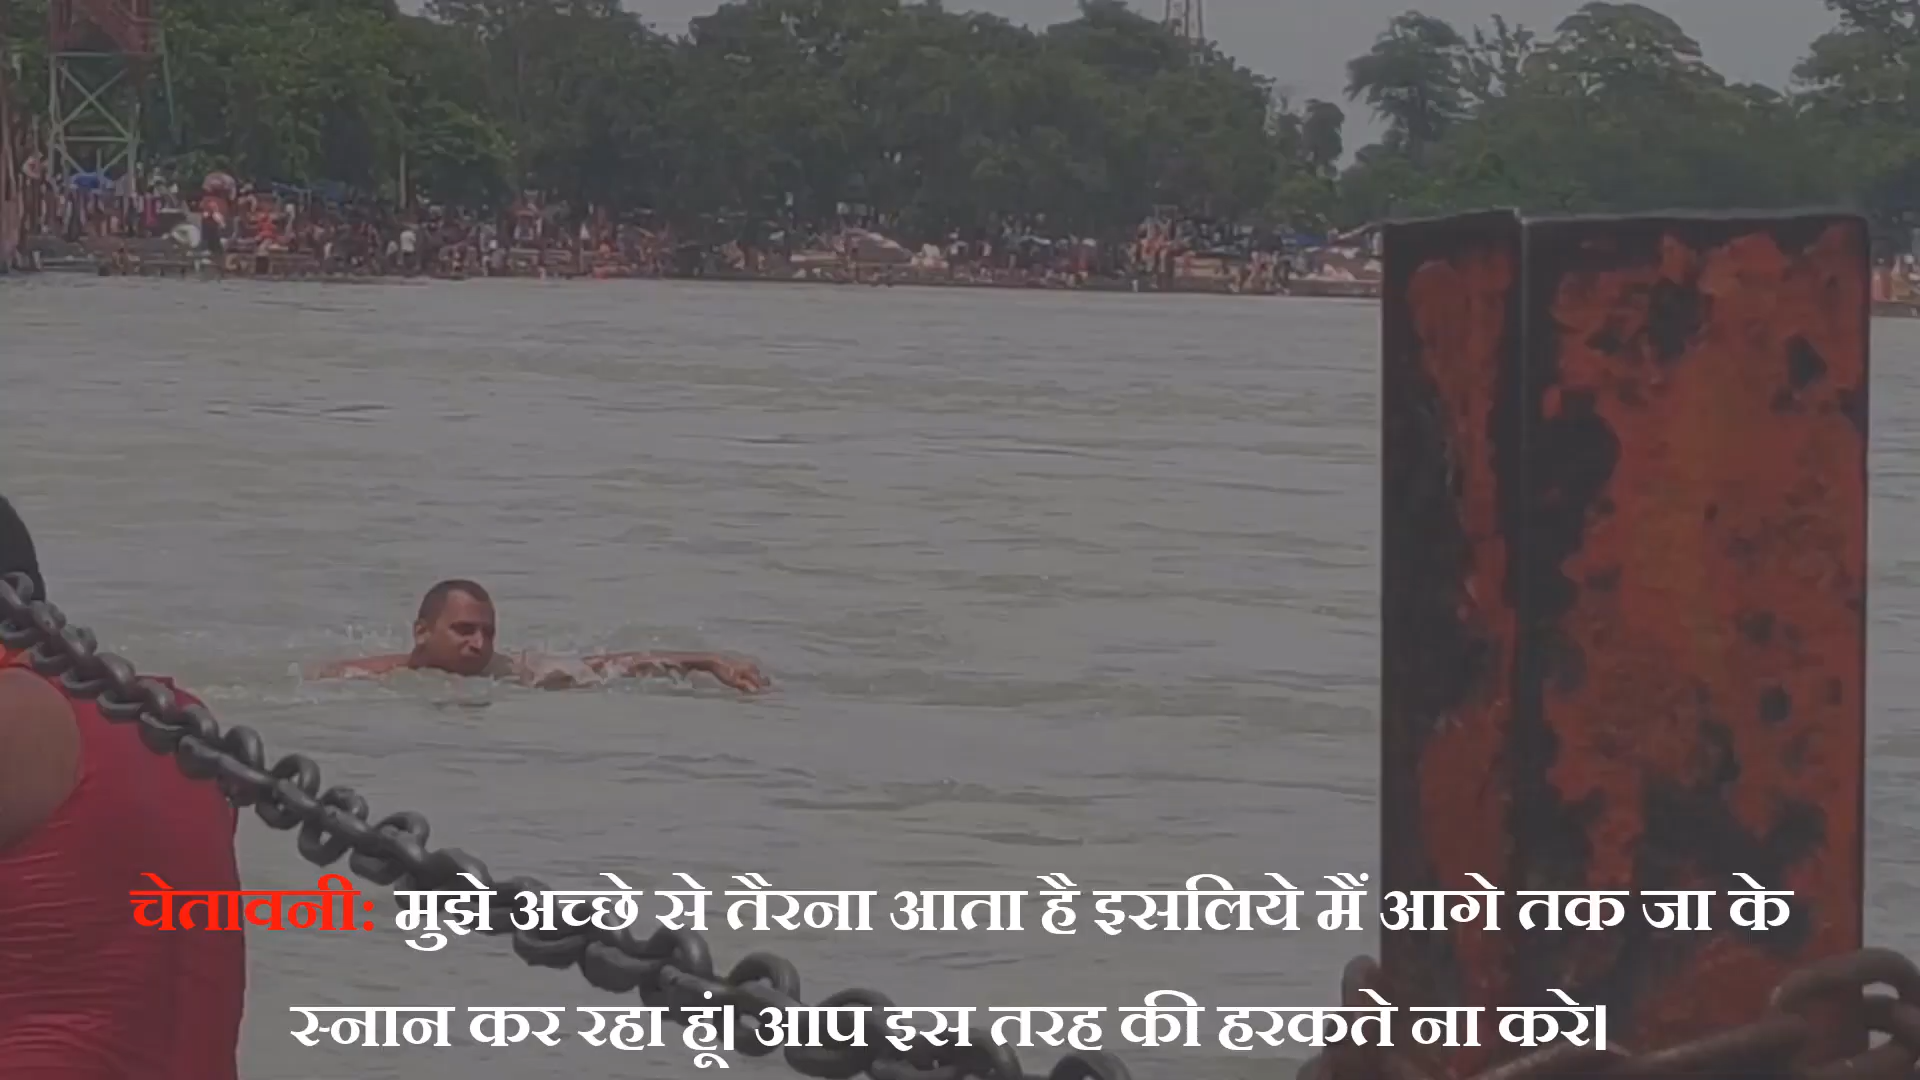 चेतावनी: मुझे अच्छे से तैरना आता है इसलिये मैं आगे तक जा के
स्नान कर रहा हूं| आप इस तरह की हरकते ना करे|